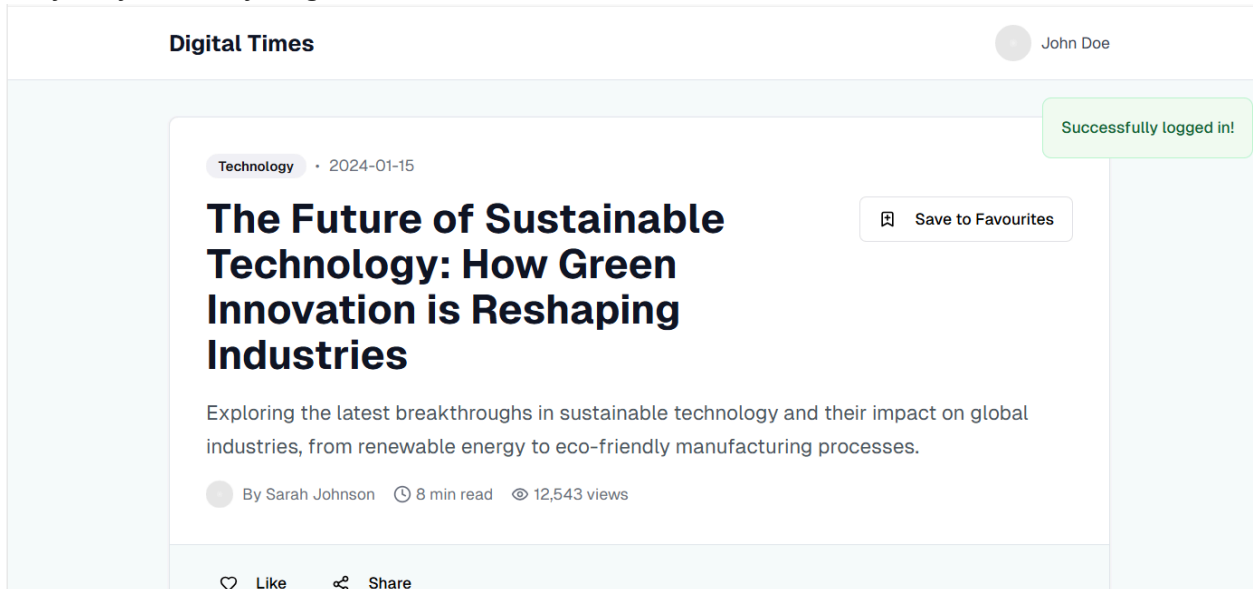 Digital Times
John Doe
Successfully logged in!
Technology • 2024-01-15
The Future of Sustainable
Technology: How Green
Innovation is Reshaping
Industries
Save to Favourites
Exploring the latest breakthroughs in sustainable technology and their impact on global
industries, from renewable energy to eco-friendly manufacturing processes.
By Sarah Johnson 8 min read 12,543 views
Like Share